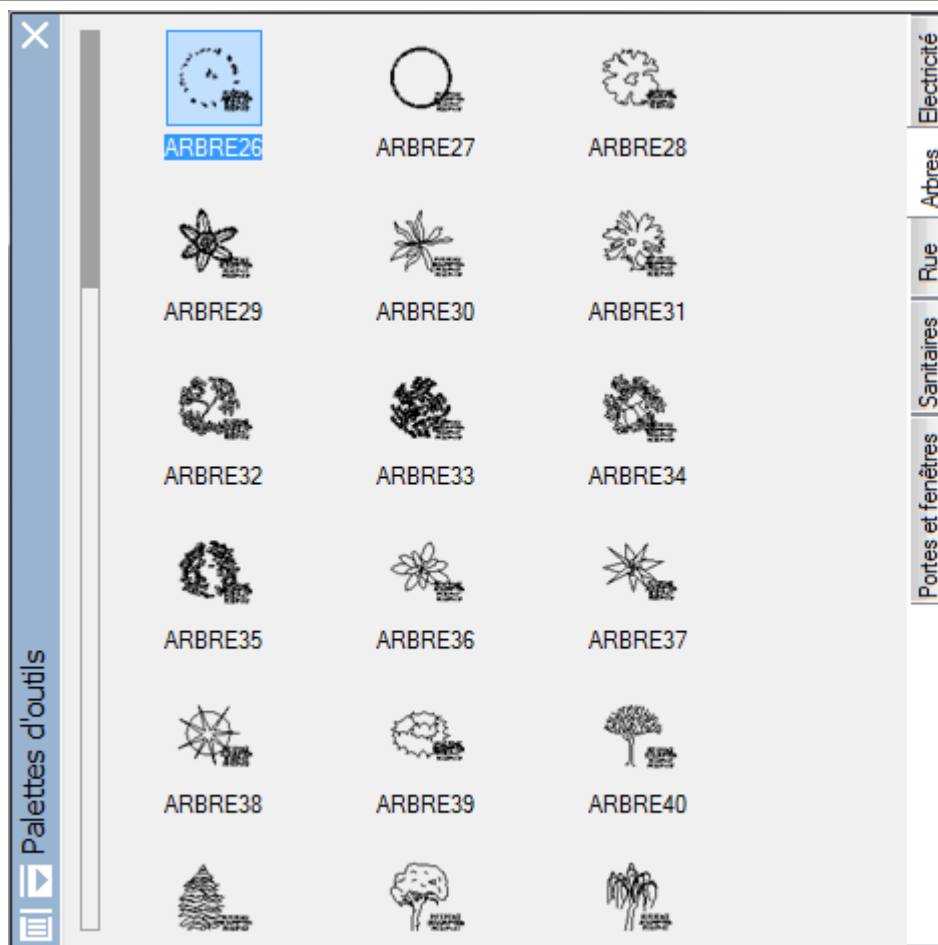 Palettes d'outils
ARBRE26 ARBRE27 ARBRE28
ARBRE29 ARBRE30 ARBRE31
ARBRE32 ARBRE33 ARBRE34
ARBRE35 ARBRE36 ARBRE37
ARBRE38 ARBRE39 ARBRE40
Electricité
Arbres
Rue
Sanitaires
Portes et fenêtres